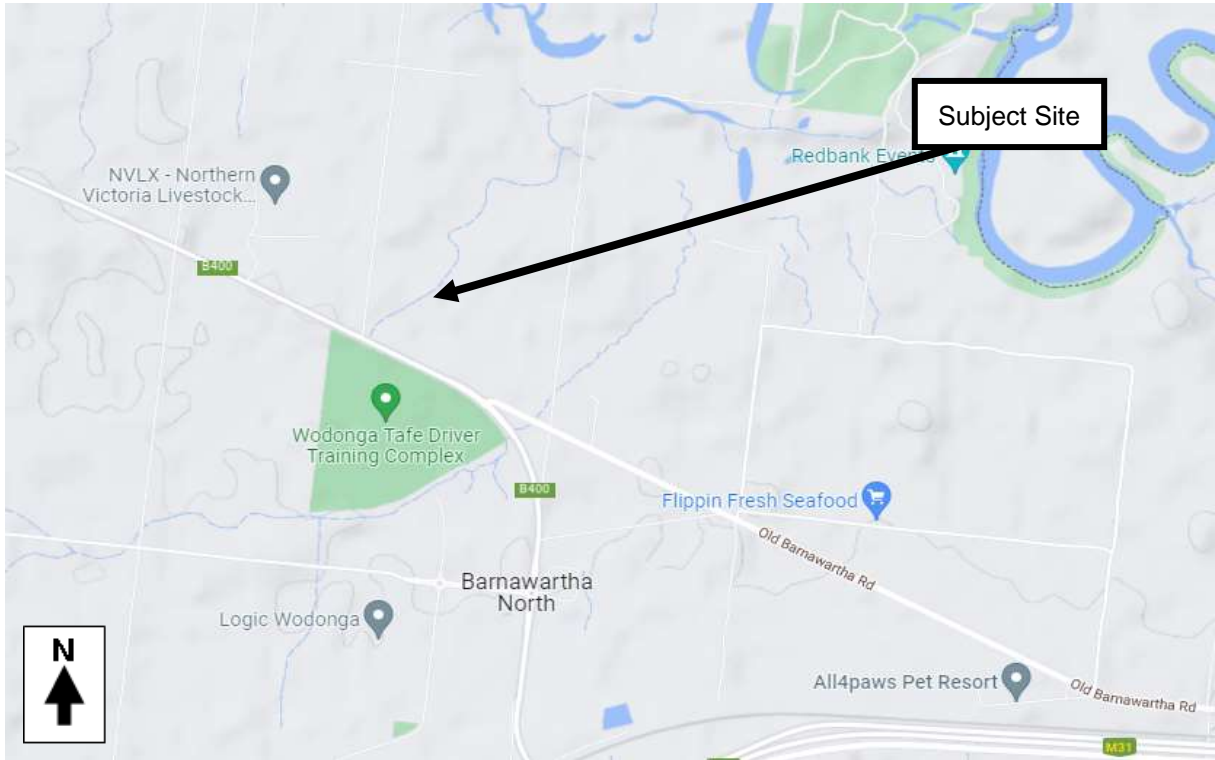 Subject Site
Redbank Events
NVLX - Northern
Victoria Livestock...
B400
Wodonga Tafe Driver
Training Complex
B400
Flippin Fresh Seafood
Old Barnawartha Rd
Barnawartha
North
Logic Wodonga
N
All4paws Pet Resort
Old Barnawartha Rd
M31